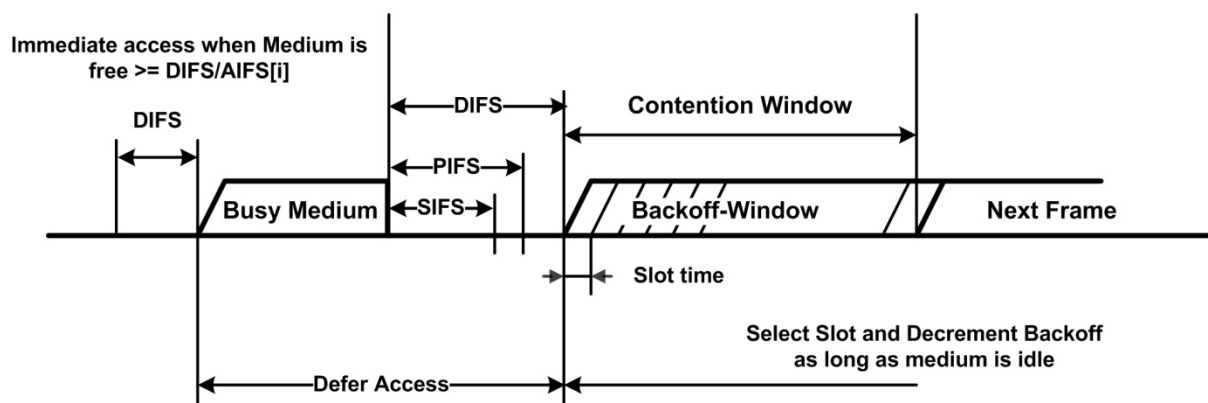 Immediate access when Medium is
free >= DIFS/AIFS[i]
DIFS
DIFS
Contention Window
PIFS
Busy Medium
SIFS
Backoff-Window
Next Frame
Slot time
Select Slot and Decrement Backoff
as long as medium is idle
Defer Access